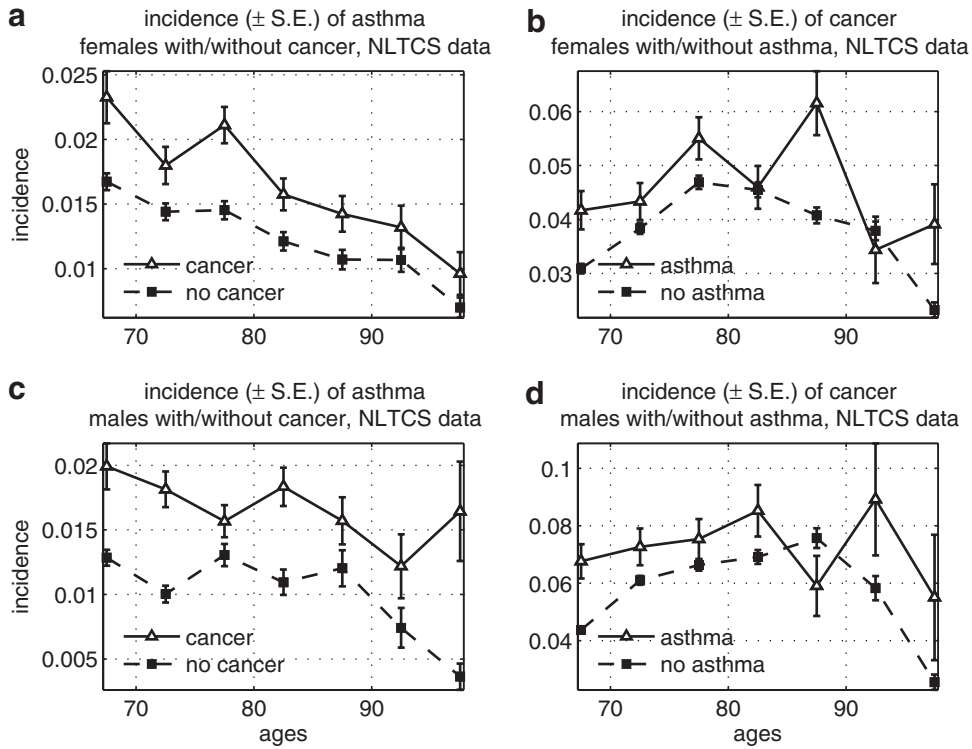 a
incidence (± S.E.) of asthma
females with/without cancer, NLTCS data
0.025
0.02
0.015
0.01
incidence
cancer
no cancer
70
80
90
b
incidence (± S.E.) of cancer
females with/without asthma, NLTCS data
0.06
0.05
0.04
0.03
asthma
no asthma
70
80
90
c
incidence (± S.E.) of asthma
males with/without cancer, NLTCS data
0.02
0.015
0.01
0.005
incidence
cancer
no cancer
70
80
90
ages
d
incidence (± S.E.) of cancer
males with/without asthma, NLTCS data
0.1
0.08
0.06
0.04
asthma
no asthma
70
80
90
ages